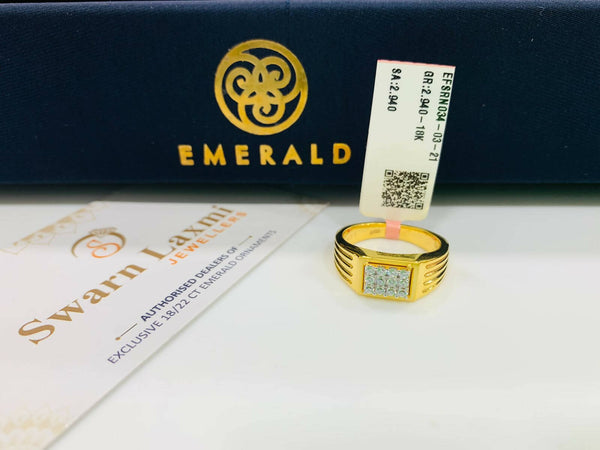 EMERALD
EFSRN034-03-21
GR:2.940-18K
SA:2.940
S
Swarn Laxmi
JEWELLERS
AUTHORISED DEALERS OF
EXCLUSIVE 18/22 CT EMERALD ORNAMENTS